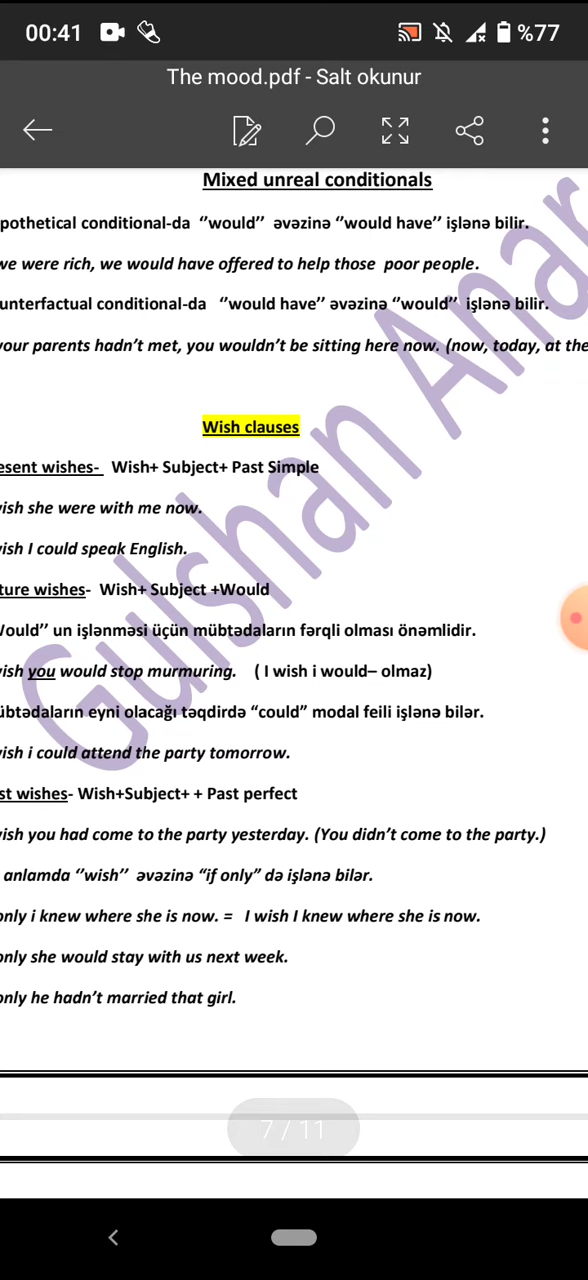 00:41 %77
The mood.pdf - Salt okunur
Mixed unreal conditionals
pothetical conditional-da ‘’would’’ əvəzinə ‘’would have’’ işlənə bilir.
we were rich, we would have offered to help those poor people.
unterfactual conditional-da ‘’would have’’ əvəzinə ‘’would’’ işlənə bilir.
your parents hadn’t met, you wouldn’t be sitting here now. (now, today, at the
Wish clauses
esent wishes- Wish+ Subject+ Past Simple
ish she were with me now.
ish I could speak English.
ture wishes- Wish+ Subject +Would
Would’’ un işlənməsi üçün mübtədaların fərqli olması önəmlidir.
ish you would stop murmuring. ( I wish i would– olmaz)
übtədaların eyni olacağı təqdirdə “could” modal feili işlənə bilər.
ish i could attend the party tomorrow.
st wishes- Wish+Subject+ + Past perfect
ish you had come to the party yesterday. (You didn’t come to the party.)
anlamda ‘’wish’’ əvəzinə “if only” də işlənə bilər.
only i knew where she is now. = I wish I knew where she is now.
only she would stay with us next week.
only he hadn’t married that girl.
Gulshan Anar
7 / 11